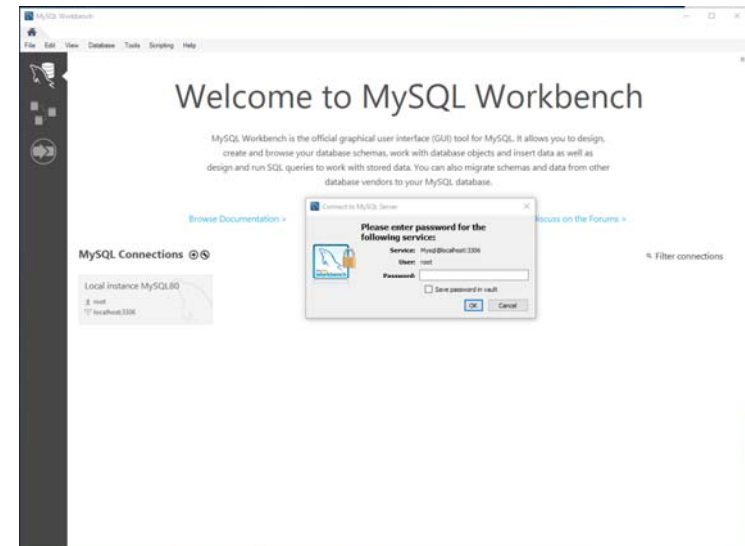 MySQL Workbench
File Edit View Database Tools Scripting Help
Welcome to MySQL Workbench
MySQL Workbench is the official graphical user interface (GUI) tool for MySQL. It allows you to design,
create and browse your database schemas, work with database objects and insert data as well as
design and run SQL queries to work with stored data. You can also migrate schemas and data from other
database vendors to your MySQL database.
Browse Documentation >
Discuss on the Forums >
Connect to MySQL Server
Please enter password for the
following service:
Service: Mysql@localhost:3306
User: root
Password:
Save password in vault
OK Cancel
Workbench
MySQL Connections
Filter connections
Local instance MySQL80
root
localhost:3306